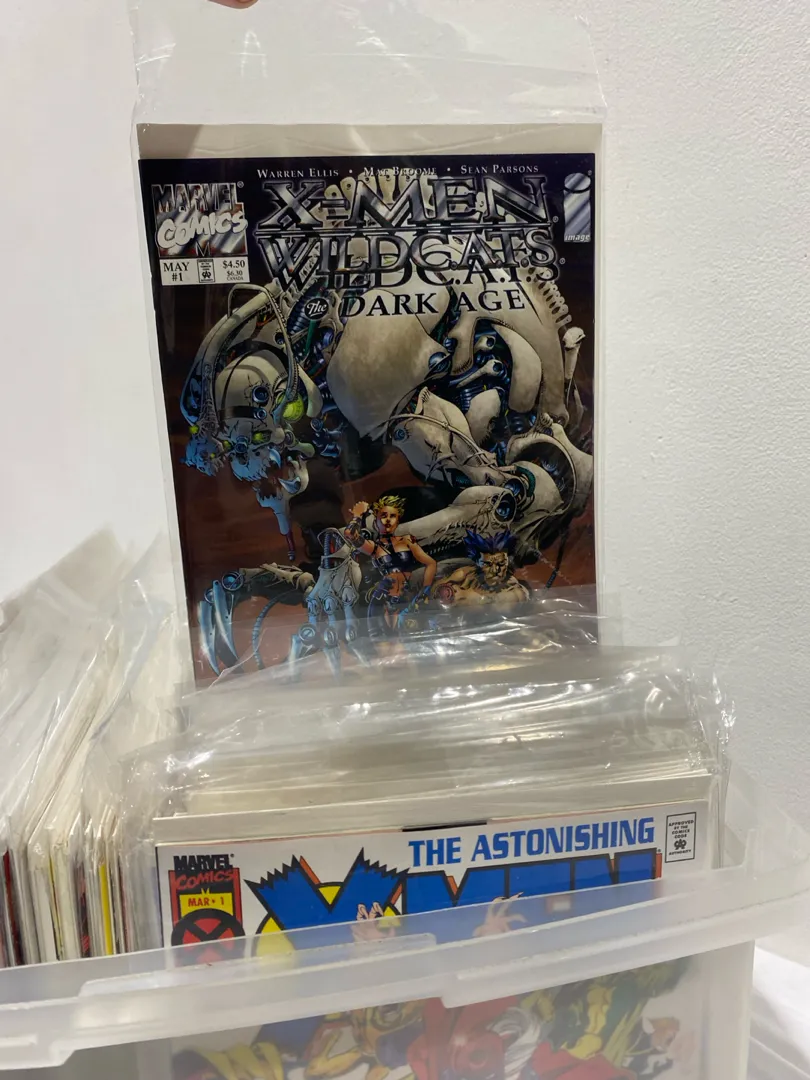 WARREN ELLIS • MAT BROOME • SEAN PARSONS
MARVEL®
COMICS
M
X-MEN
image
WILDC.A.T.S
MAY
#1
$4.50
$6.30
CANADA
The DARK AGE
THE ASTONISHING
X-MEN
MARVEL
COMICS
M
MAR • 1
APPROVED
BY THE
COMICS
CODE
AUTHORITY